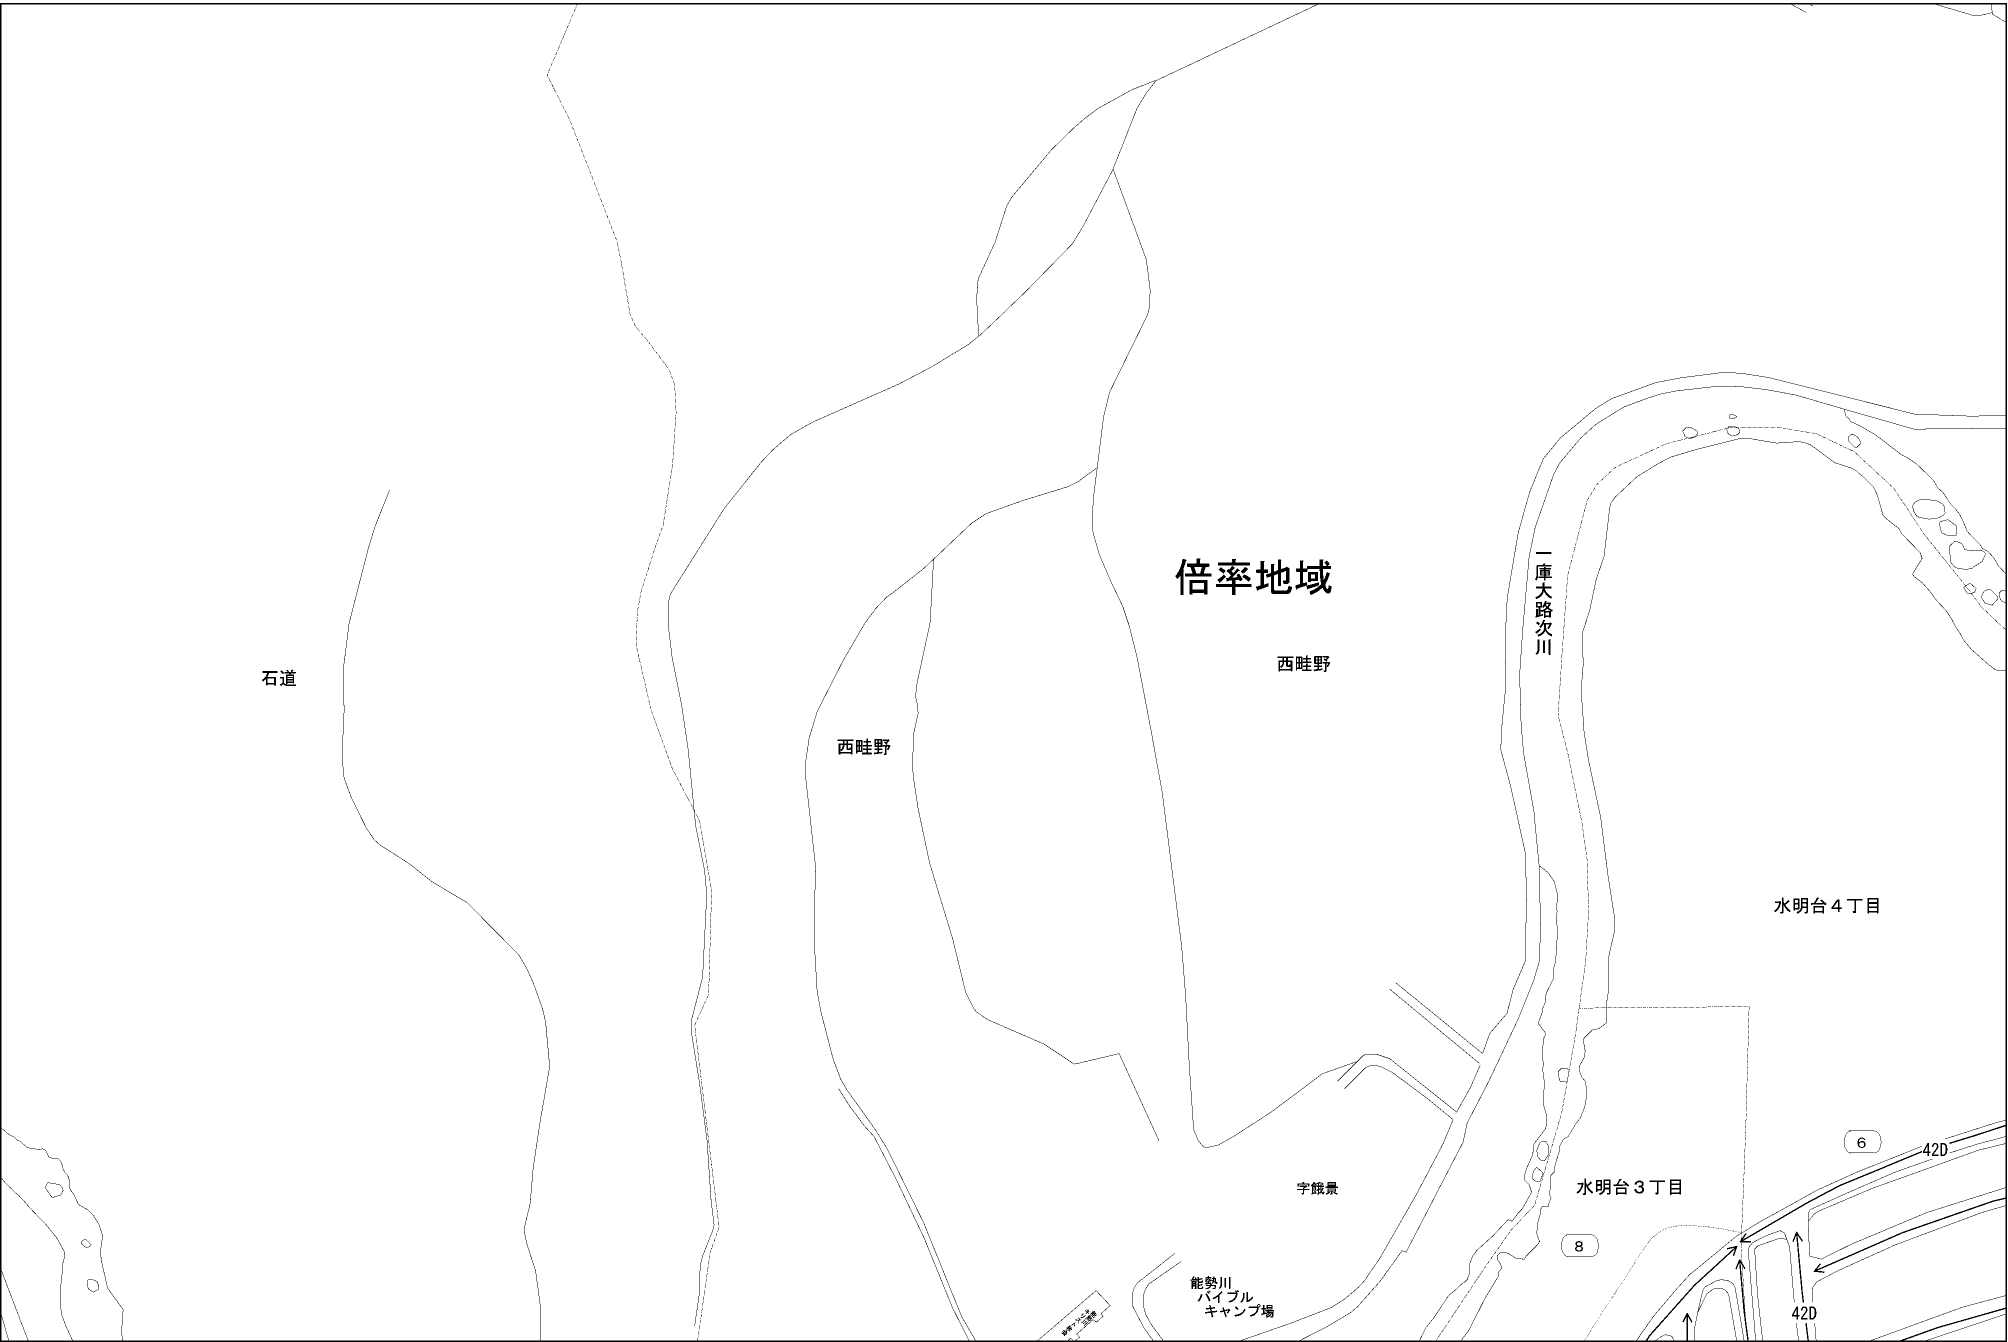 倍率地域
一庫大路次川
西畦野
石道
西畦野
水明台４丁目
6
42D
水明台３丁目
字餓景
8
能勢川
バイブル
キャンプ場
42D